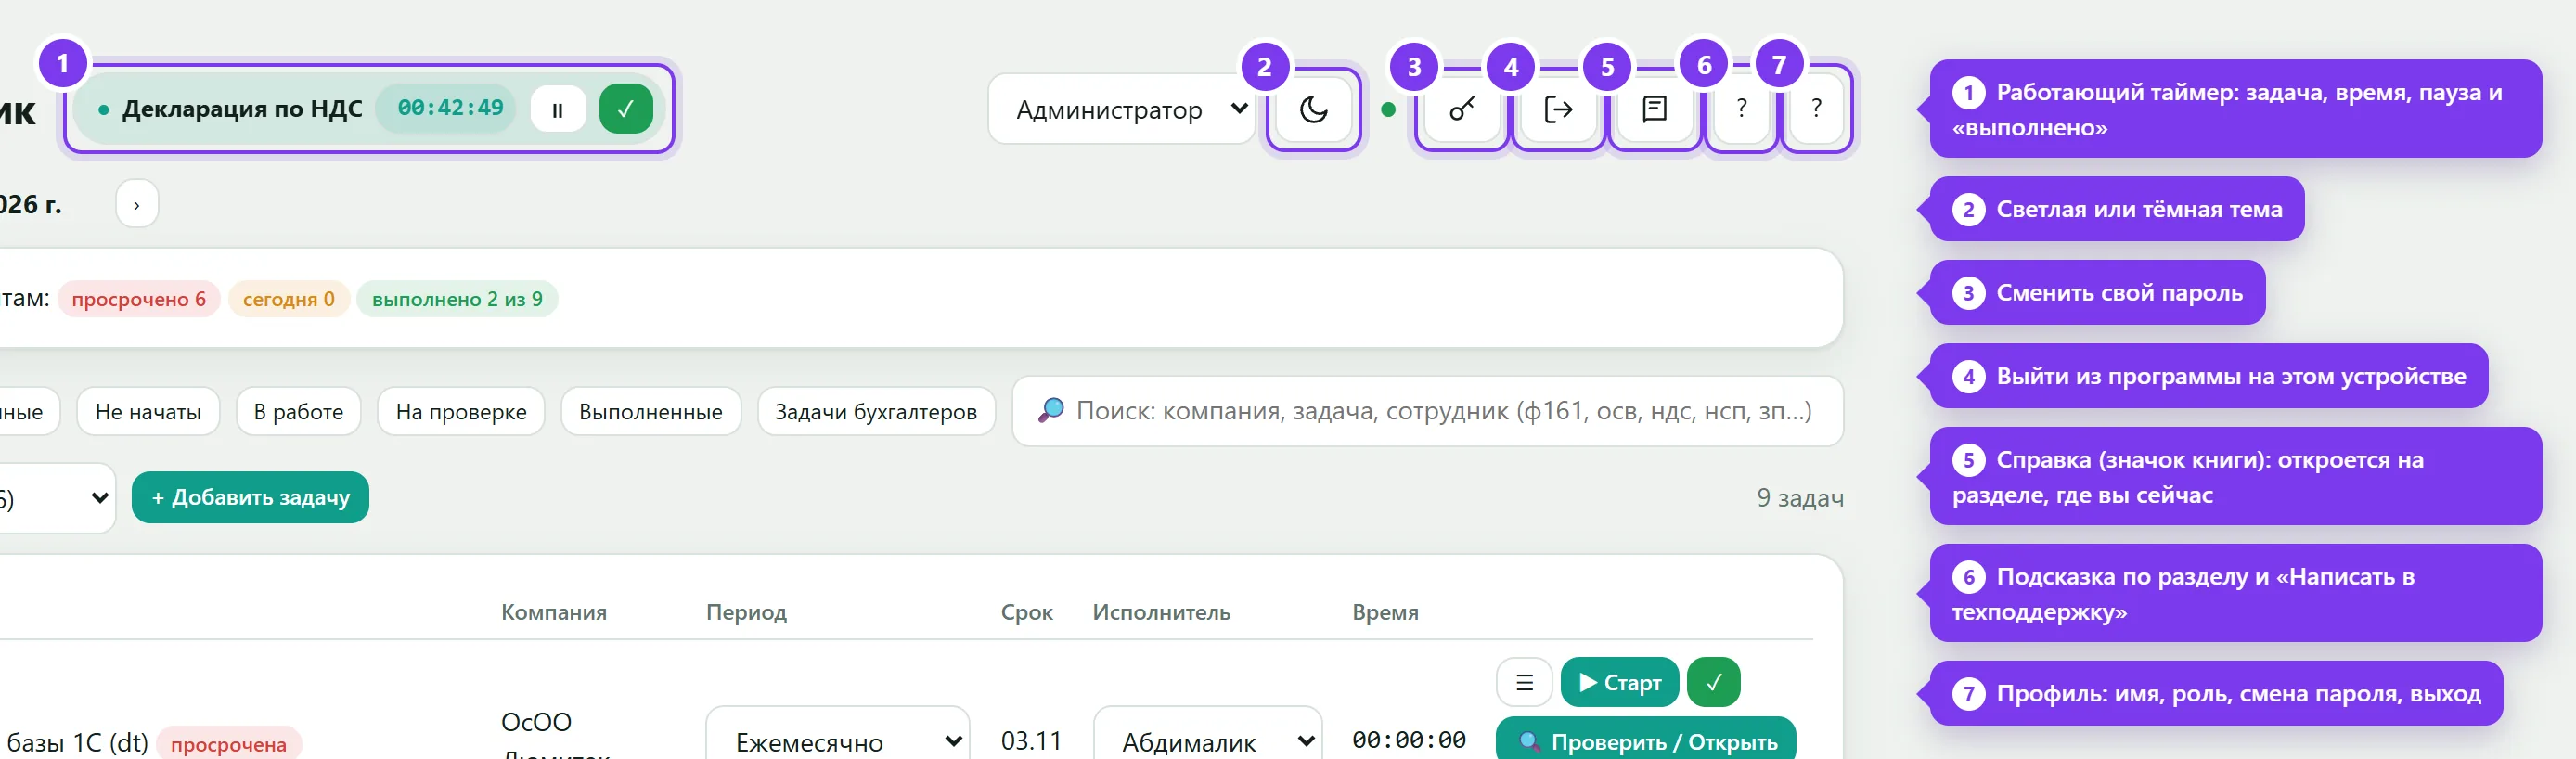 1 2 3 4 5 6 7
ик Декларация по НДС 00:42:49 Администратор ? ?
026 г. ›
там: просрочено 6 сегодня 0 выполнено 2 из 9
ные Не начаты В работе На проверке Выполненные Задачи бухгалтеров Поиск: компания, задача, сотрудник (ф161, осв, ндс, нсп, зп...)
6) + Добавить задачу 9 задач
Компания Период Срок Исполнитель Время
☰ ▶ Старт ✓
базы 1С (dt) просрочена ОсОО Ежемесячно 03.11 Абдималик 00:00:00 Проверить / Открыть
1 Работающий таймер: задача, время, пауза и
«выполнено»
2 Светлая или тёмная тема
3 Сменить свой пароль
4 Выйти из программы на этом устройстве
5 Справка (значок книги): откроется на
разделе, где вы сейчас
6 Подсказка по разделу и «Написать в
техподдержку»
7 Профиль: имя, роль, смена пароля, выход